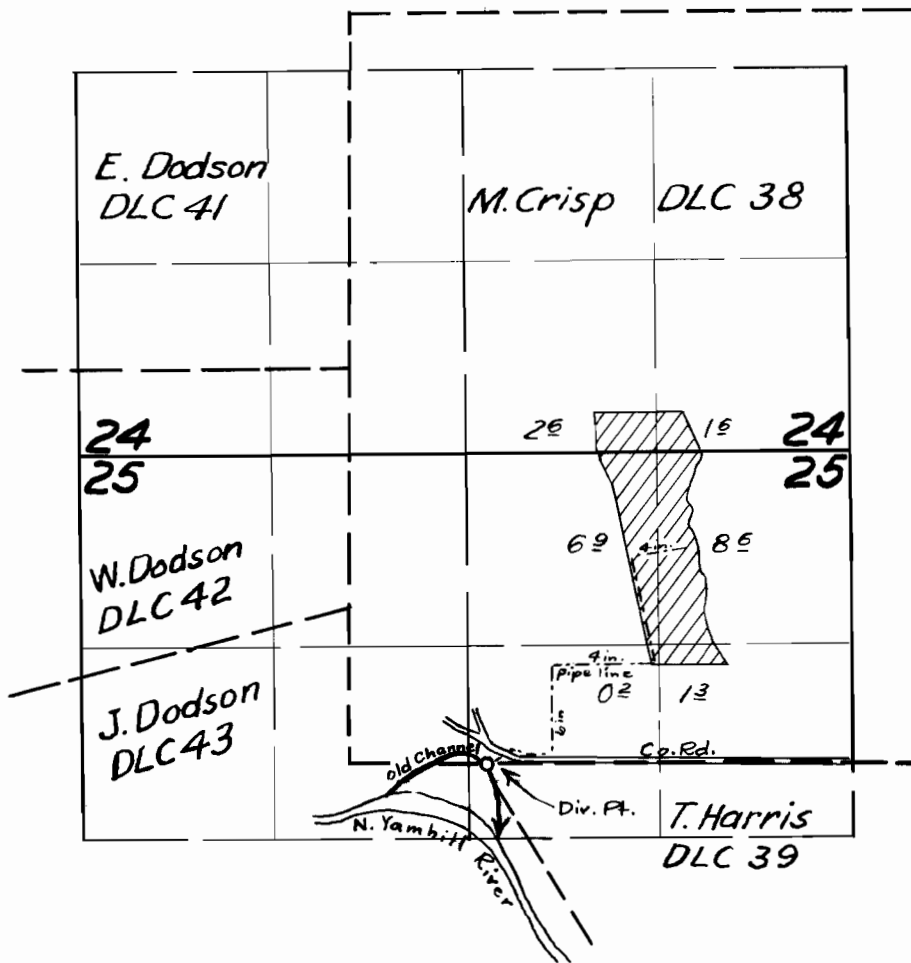 E. Dodson
DLC 41
M. Crisp DLC 38
2 6
1 6
24
24
25
25
6 9
4 in.
8 6
W. Dodson
DLC 42
4 in.
pipe line
0 2
1 3
6 in
J. Dodson
DLC 43
Old Channel
Co. Rd.
Div. Pt.
N. Yamhill River
T. Harris
DLC 39